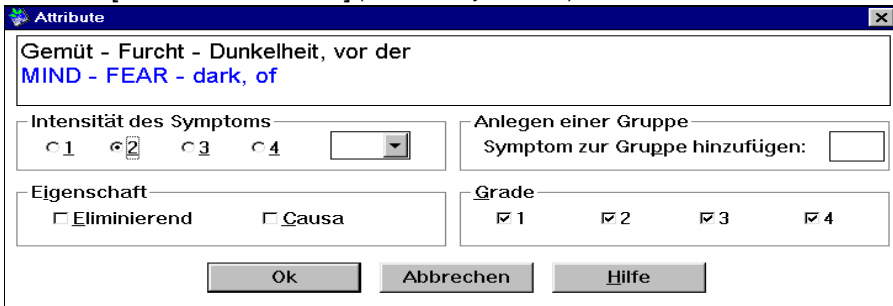 Attribute
Gemüt - Furcht - Dunkelheit, vor der
MIND - FEAR - dark, of
Intensität des Symptoms
1 2 3 4
Anlegen einer Gruppe
Symptom zur Gruppe hinzufügen:
Eigenschaft
Eliminierend Causa
Grade
1 2 3 4
Ok Abbrechen Hilfe